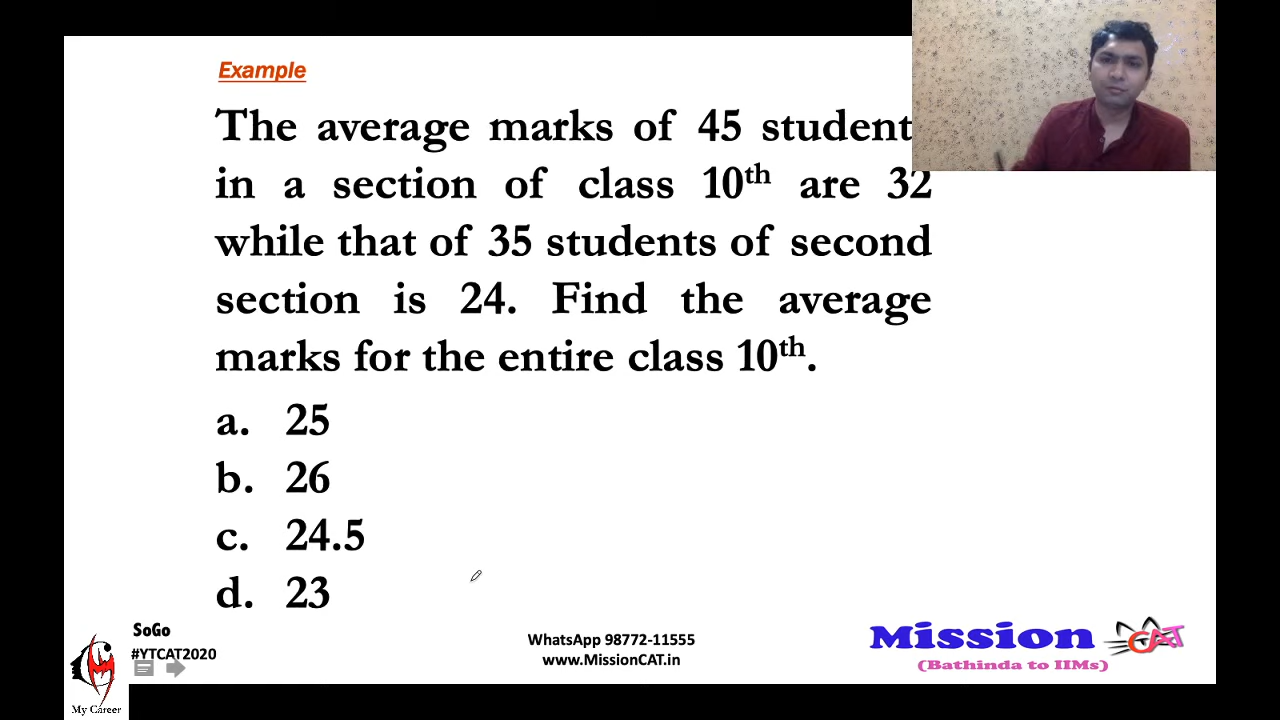 Example
The average marks of 45 student
in a section of class 10th are 32
while that of 35 students of second
section is 24. Find the average
marks for the entire class 10th.
a. 25
b. 26
c. 24.5
d. 23
SoGo
#YTCAT2020
My Career
WhatsApp 98772-11555
www.MissionCAT.in
Mission CAT
(Bathinda to IIMs)